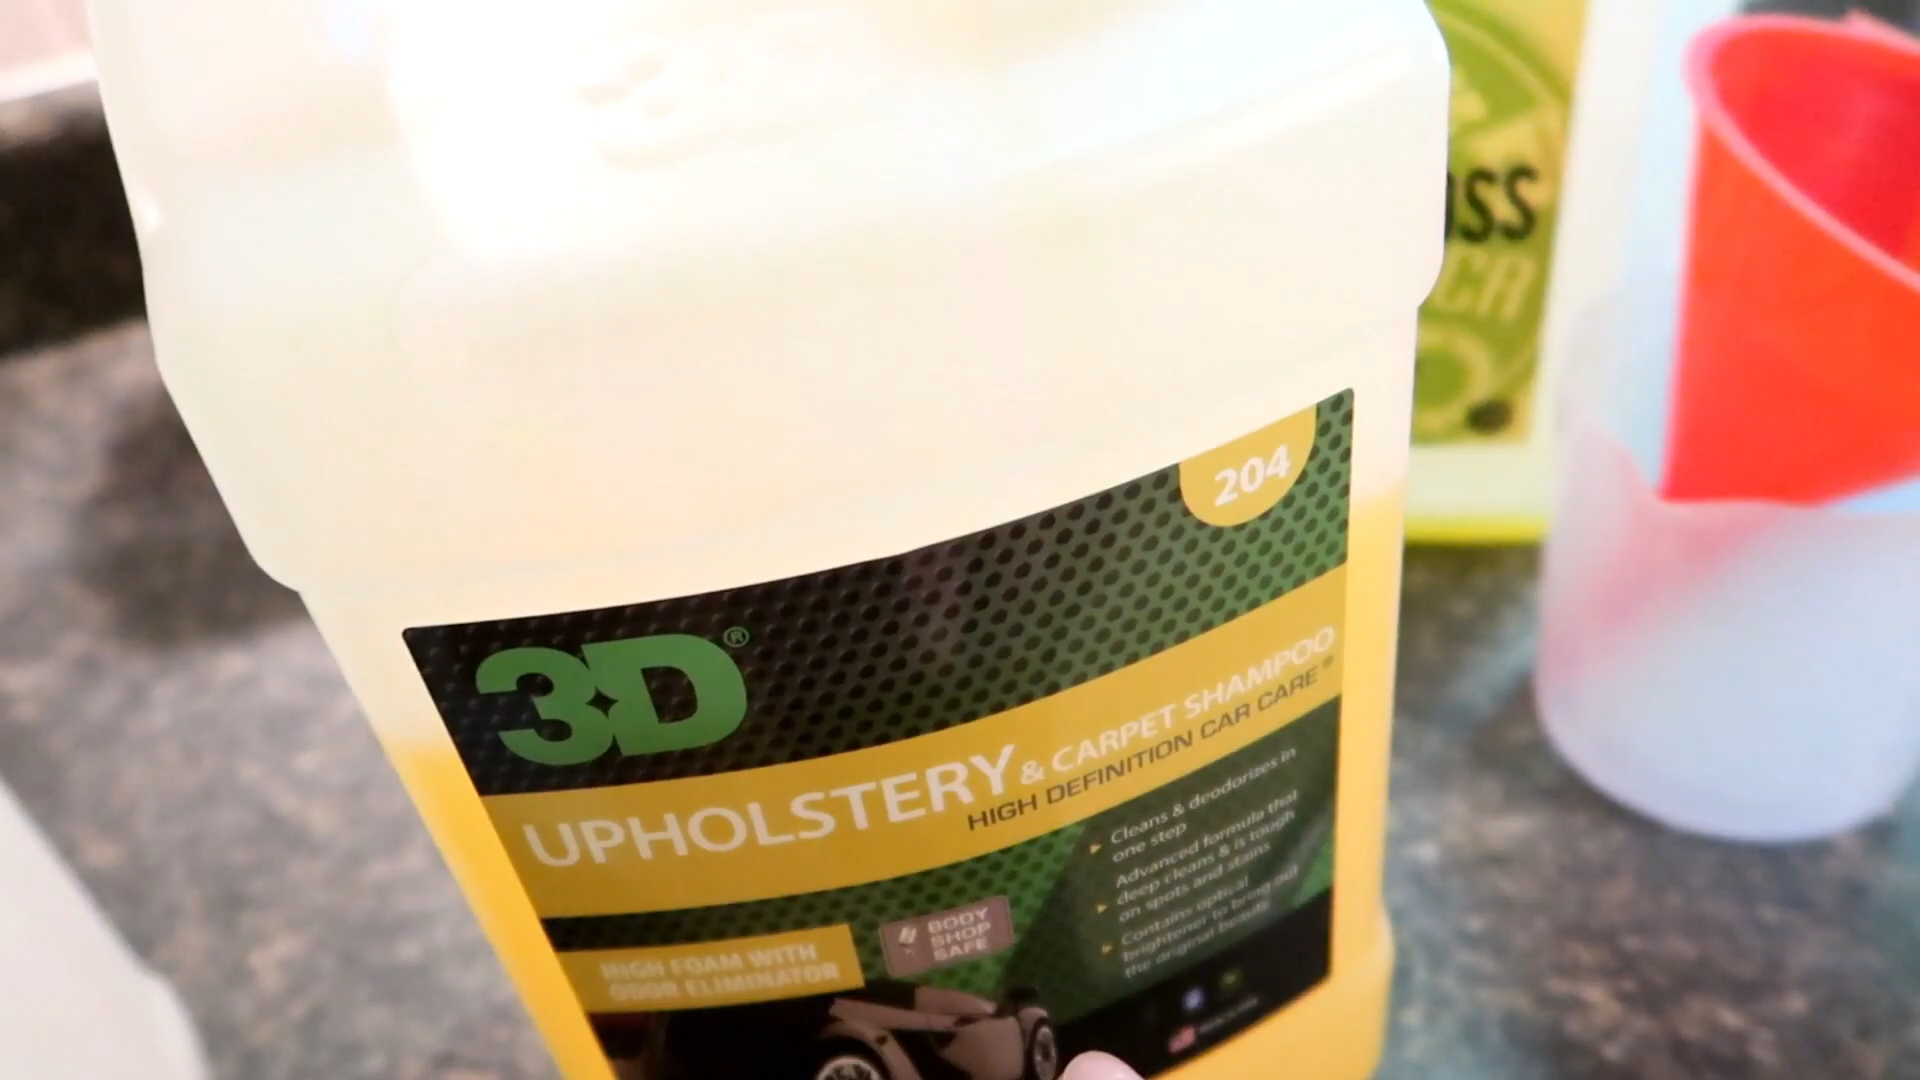 3
OSS
CR
204
3D®
UPHOLSTERY & CARPET SHAMPOO
HIGH DEFINITION CAR CARE®
Cleans & deodorizes in
one step
Advanced formula that
deep cleans & is tough
on spots and stains
Contains optical
brightener to bring out
the original beauty
HIGH FOAM WITH
ODOR ELIMINATOR
BODY
SHOP
SAFE